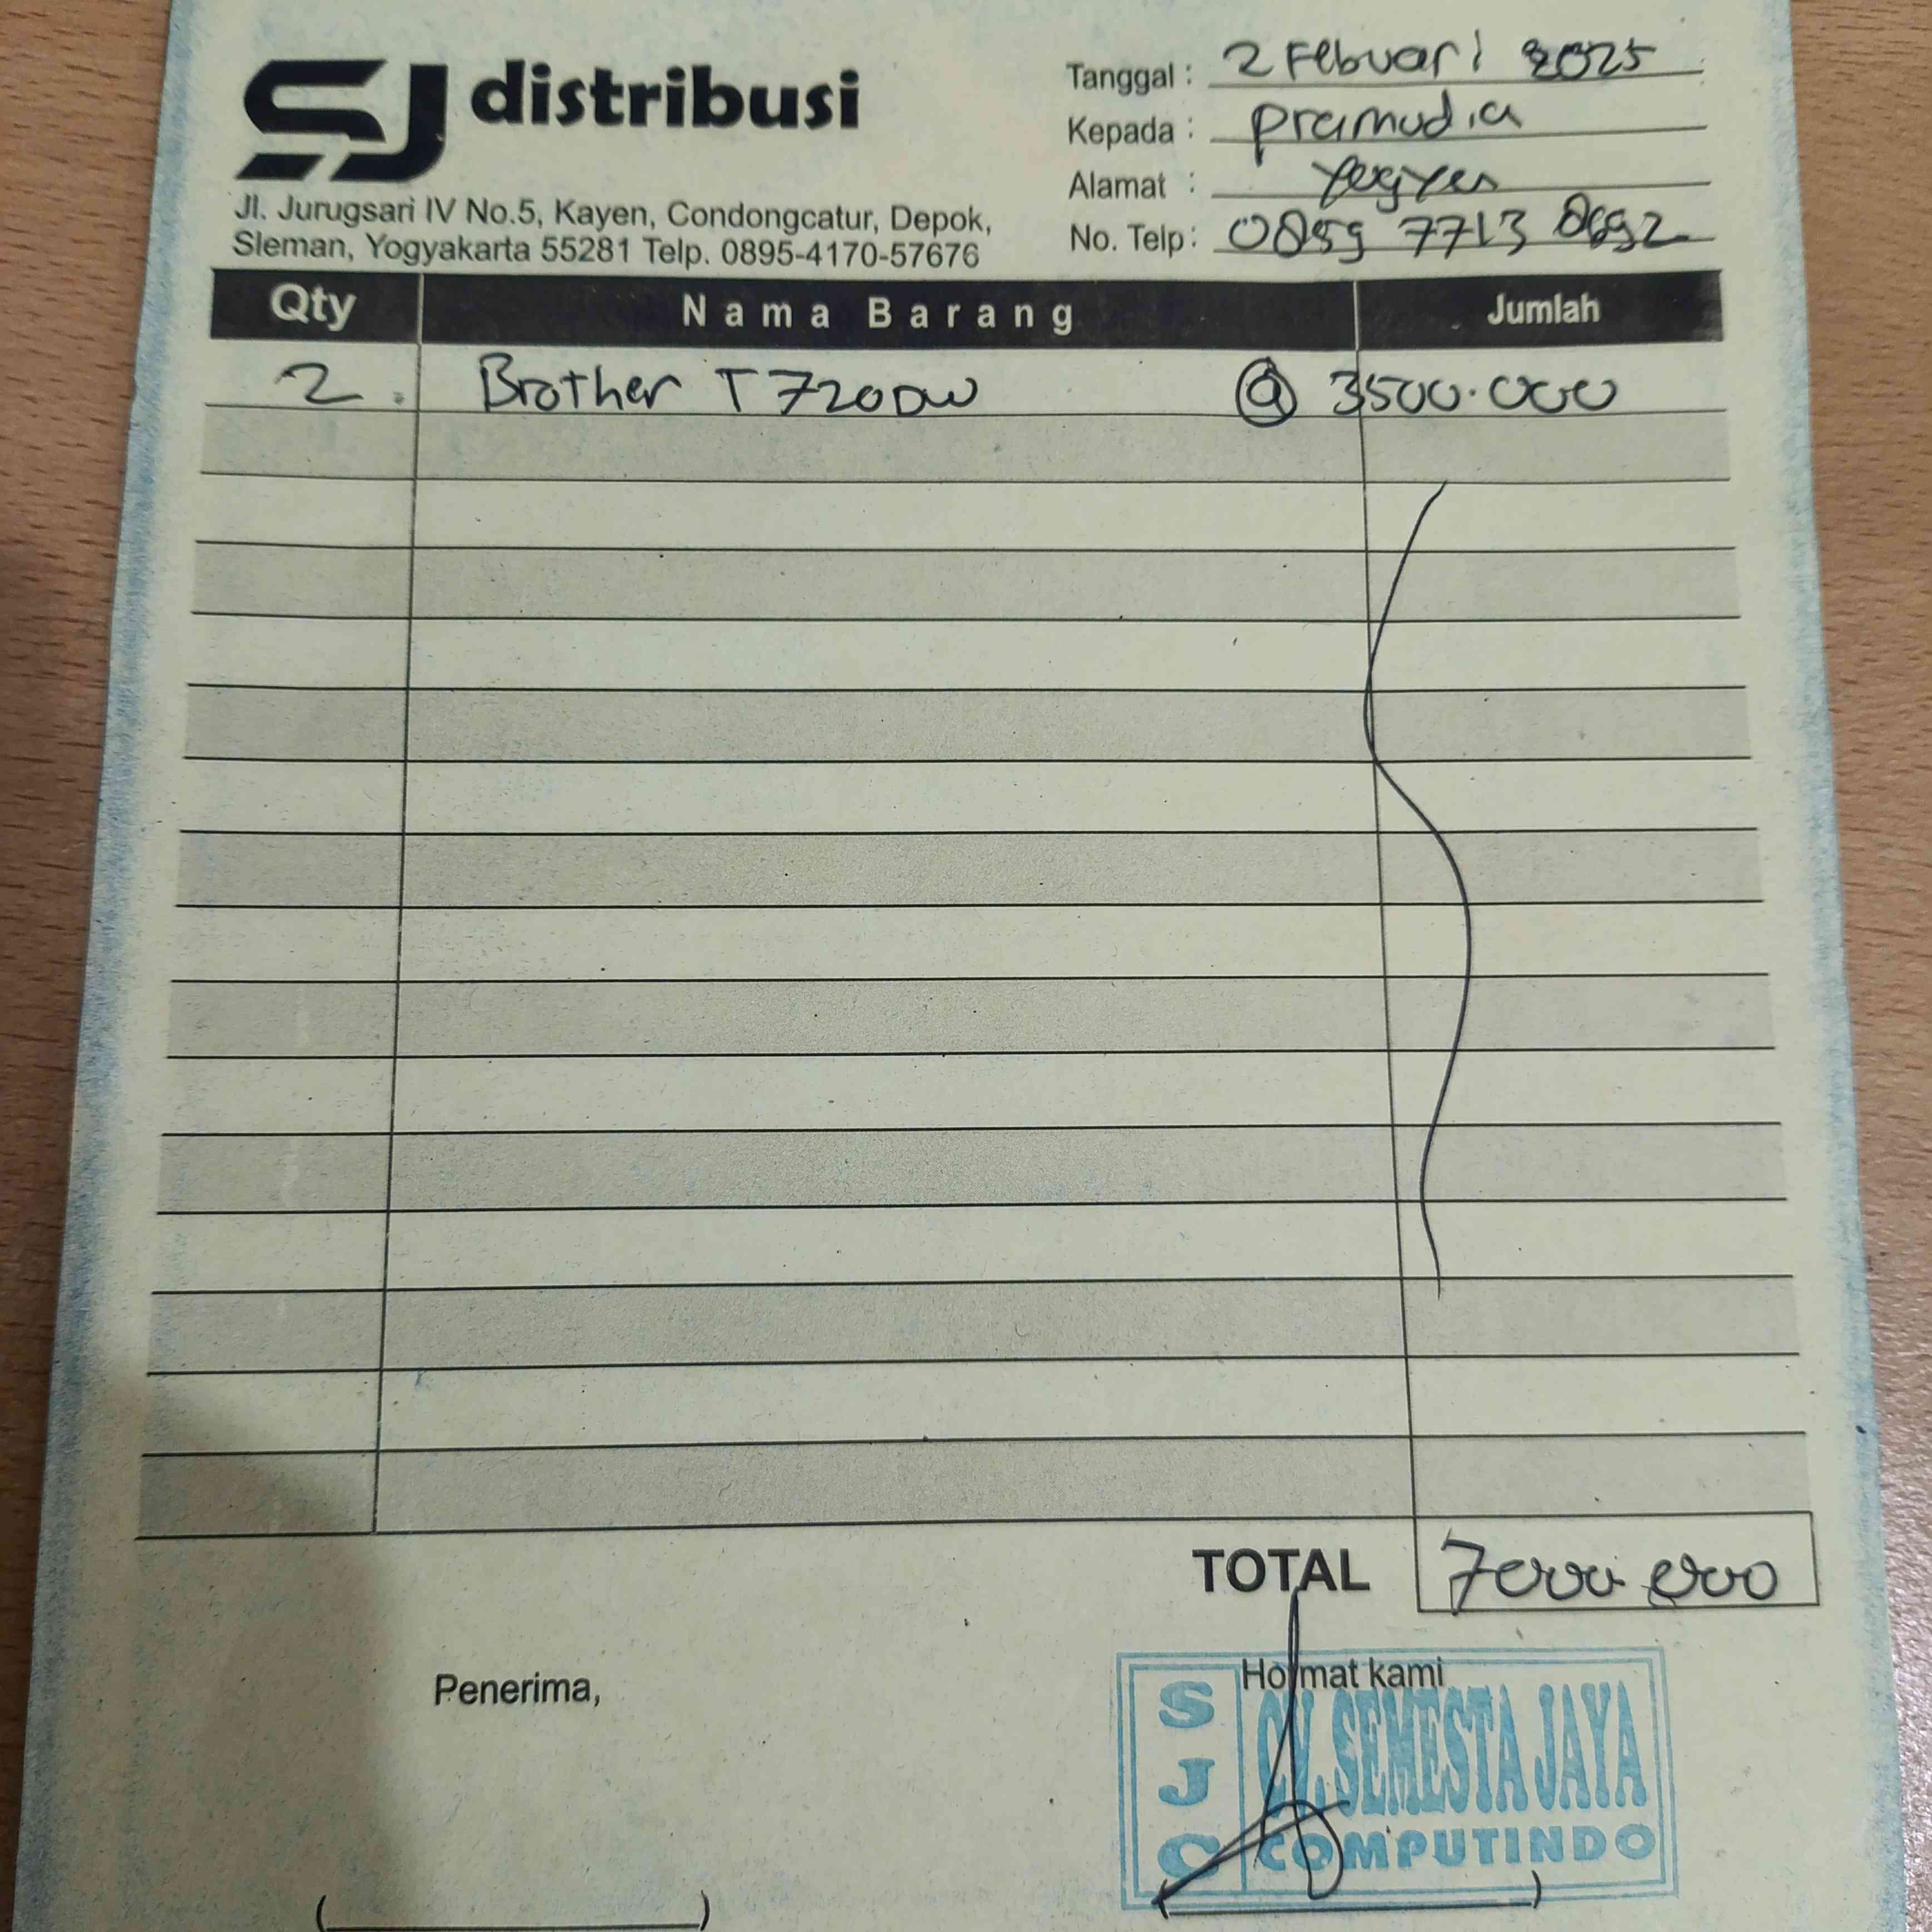 SJ distribusi
Jl. Jurugsari IV No.5, Kayen, Condongcatur, Depok,
Sleman, Yogyakarta 55281 Telp. 0895-4170-57676
Tanggal : 2 Febuari 2025
Kepada : pramudia
Alamat : Yogya
No. Telp: 0859 7713 0692
Qty Nama Barang Jumlah
2. Brother T720DW @ 3500.000
TOTAL 7000.000
Penerima,
Hormat kami
SJC
CV. SEMESTA JAYA
COMPUTINDO